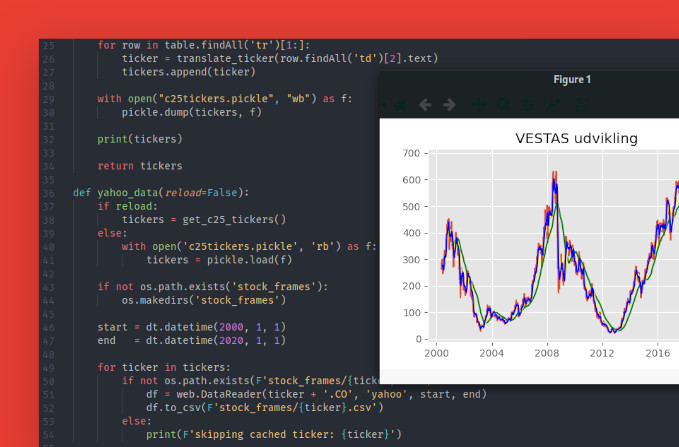 25 for row in table.findAll('tr')[1:]:
26 ticker = translate_ticker(row.findAll('td')[2].text)
27 tickers.append(ticker)
28
29 with open("c25tickers.pickle", "wb") as f:
30 pickle.dump(tickers, f)
31
32 print(tickers)
33
34 return tickers
35
36 def yahoo_data(reload=False):
37 if reload:
38 tickers = get_c25_tickers()
39 else:
40 with open('c25tickers.pickle', 'rb') as f:
41 tickers = pickle.load(f)
42
43 if not os.path.exists('stock_frames'):
44 os.makedirs('stock_frames')
45
46 start = dt.datetime(2000, 1, 1)
47 end = dt.datetime(2020, 1, 1)
48
49 for ticker in tickers:
50 if not os.path.exists(F'stock_frames/{tick
51 df = web.DataReader(ticker + '.CO', 'yahoo', start, end)
52 df.to_csv(F'stock_frames/{ticker}.csv')
53 else:
54 print(F'skipping cached ticker: {ticker}')
Figure 1
VESTAS udvikling
700
600
500
400
300
200
100
0
2000 2004 2008 2012 2016